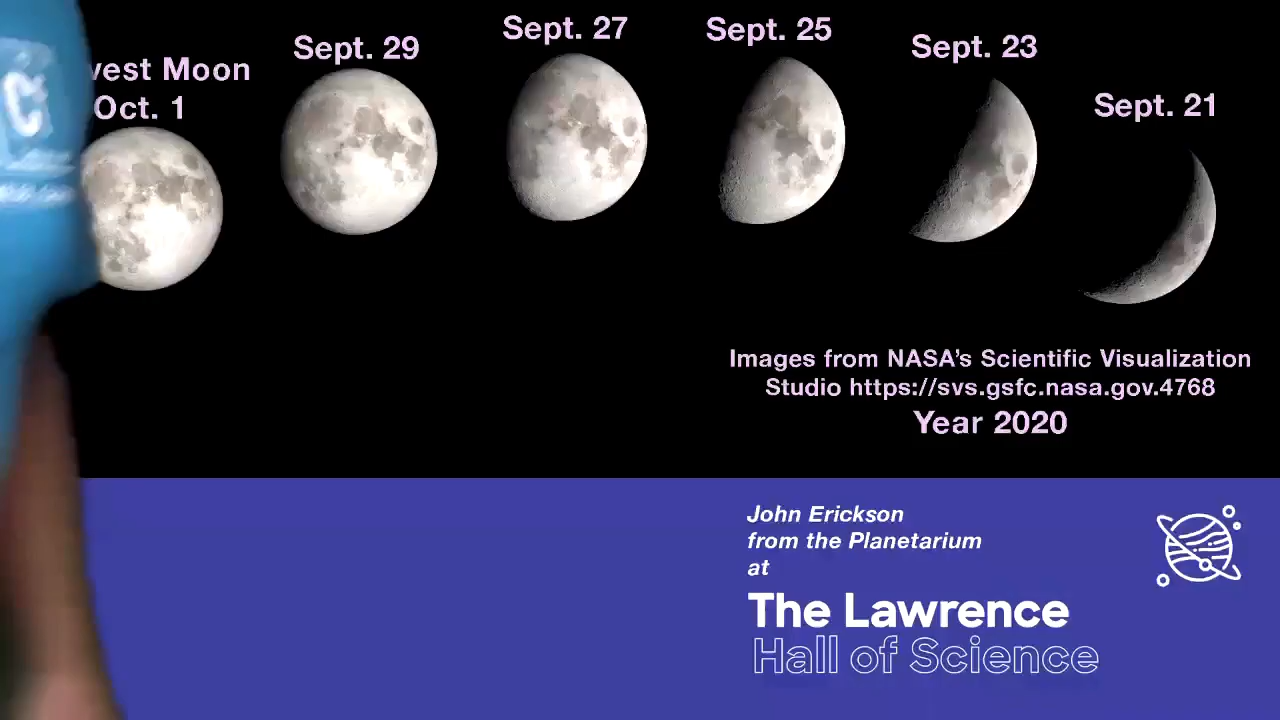 vest Moon
Oct. 1
Sept. 29
Sept. 27
Sept. 25
Sept. 23
Sept. 21
Images from NASA’s Scientific Visualization
Studio https://svs.gsfc.nasa.gov.4768
Year 2020
John Erickson
from the Planetarium
at
The Lawrence
Hall of Science